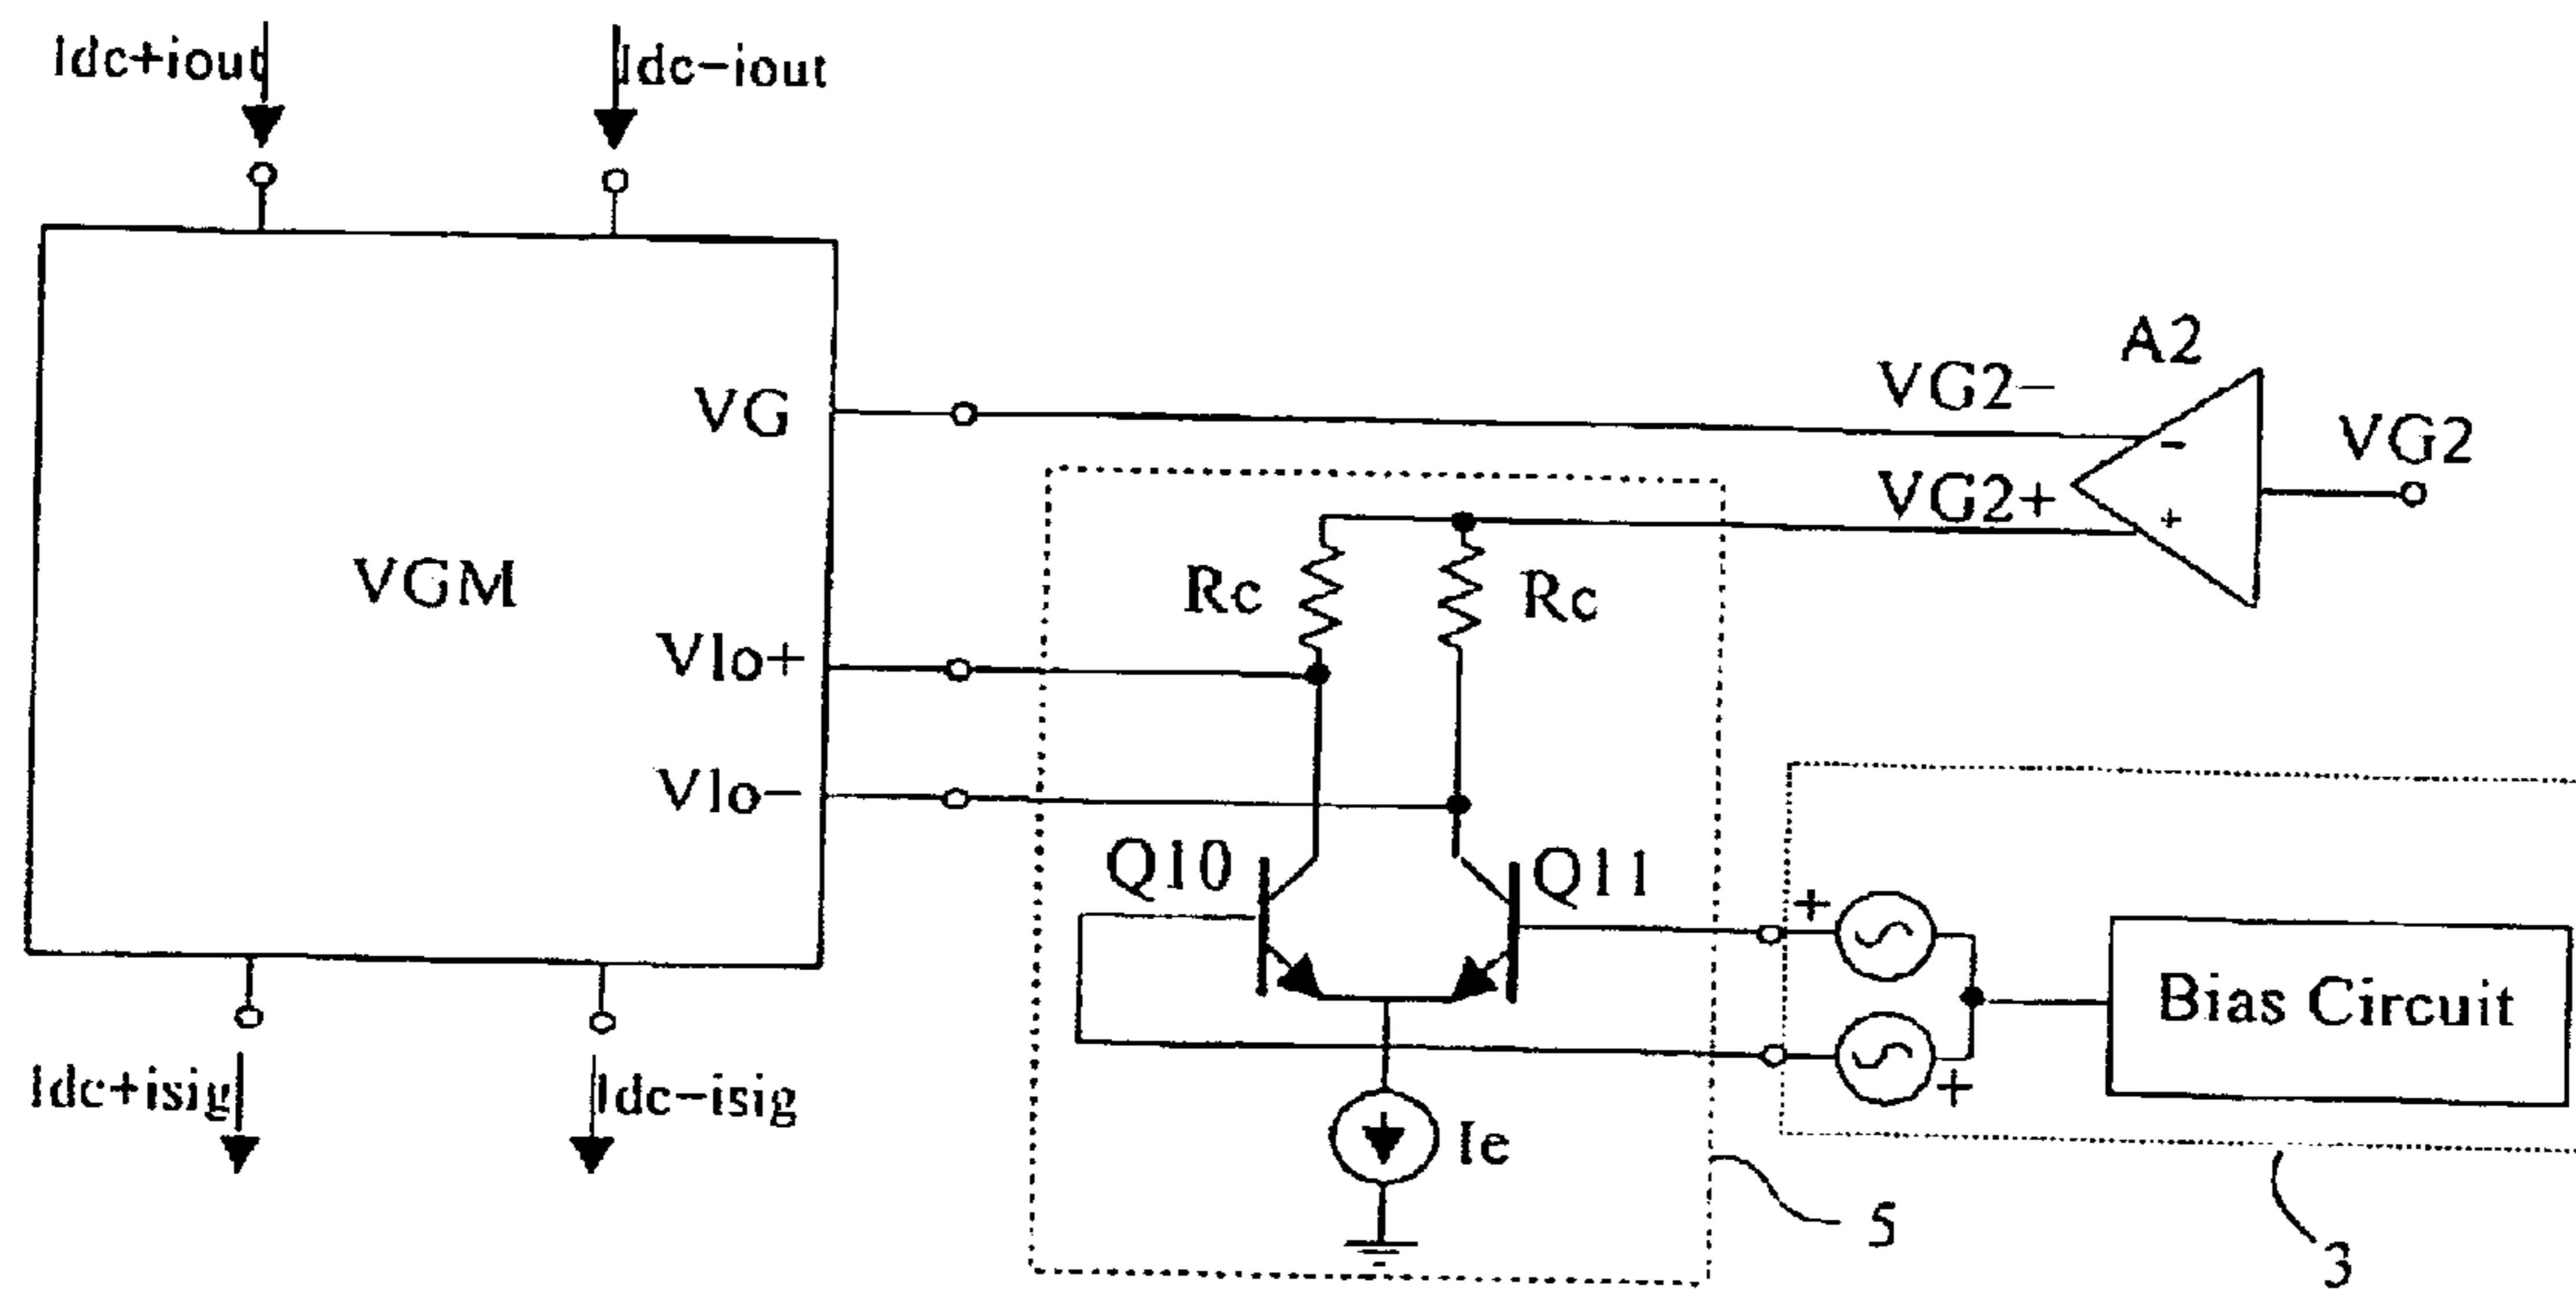 Idc+iout
Idc−iout
A2
VG2−
VG
VG2
VG2+
−
+
VGM
Rc
Rc
Vlo+
Vlo−
Q10
Q11
+
Bias Circuit
+
Idc+isig
Idc−isig
Ie
5
3